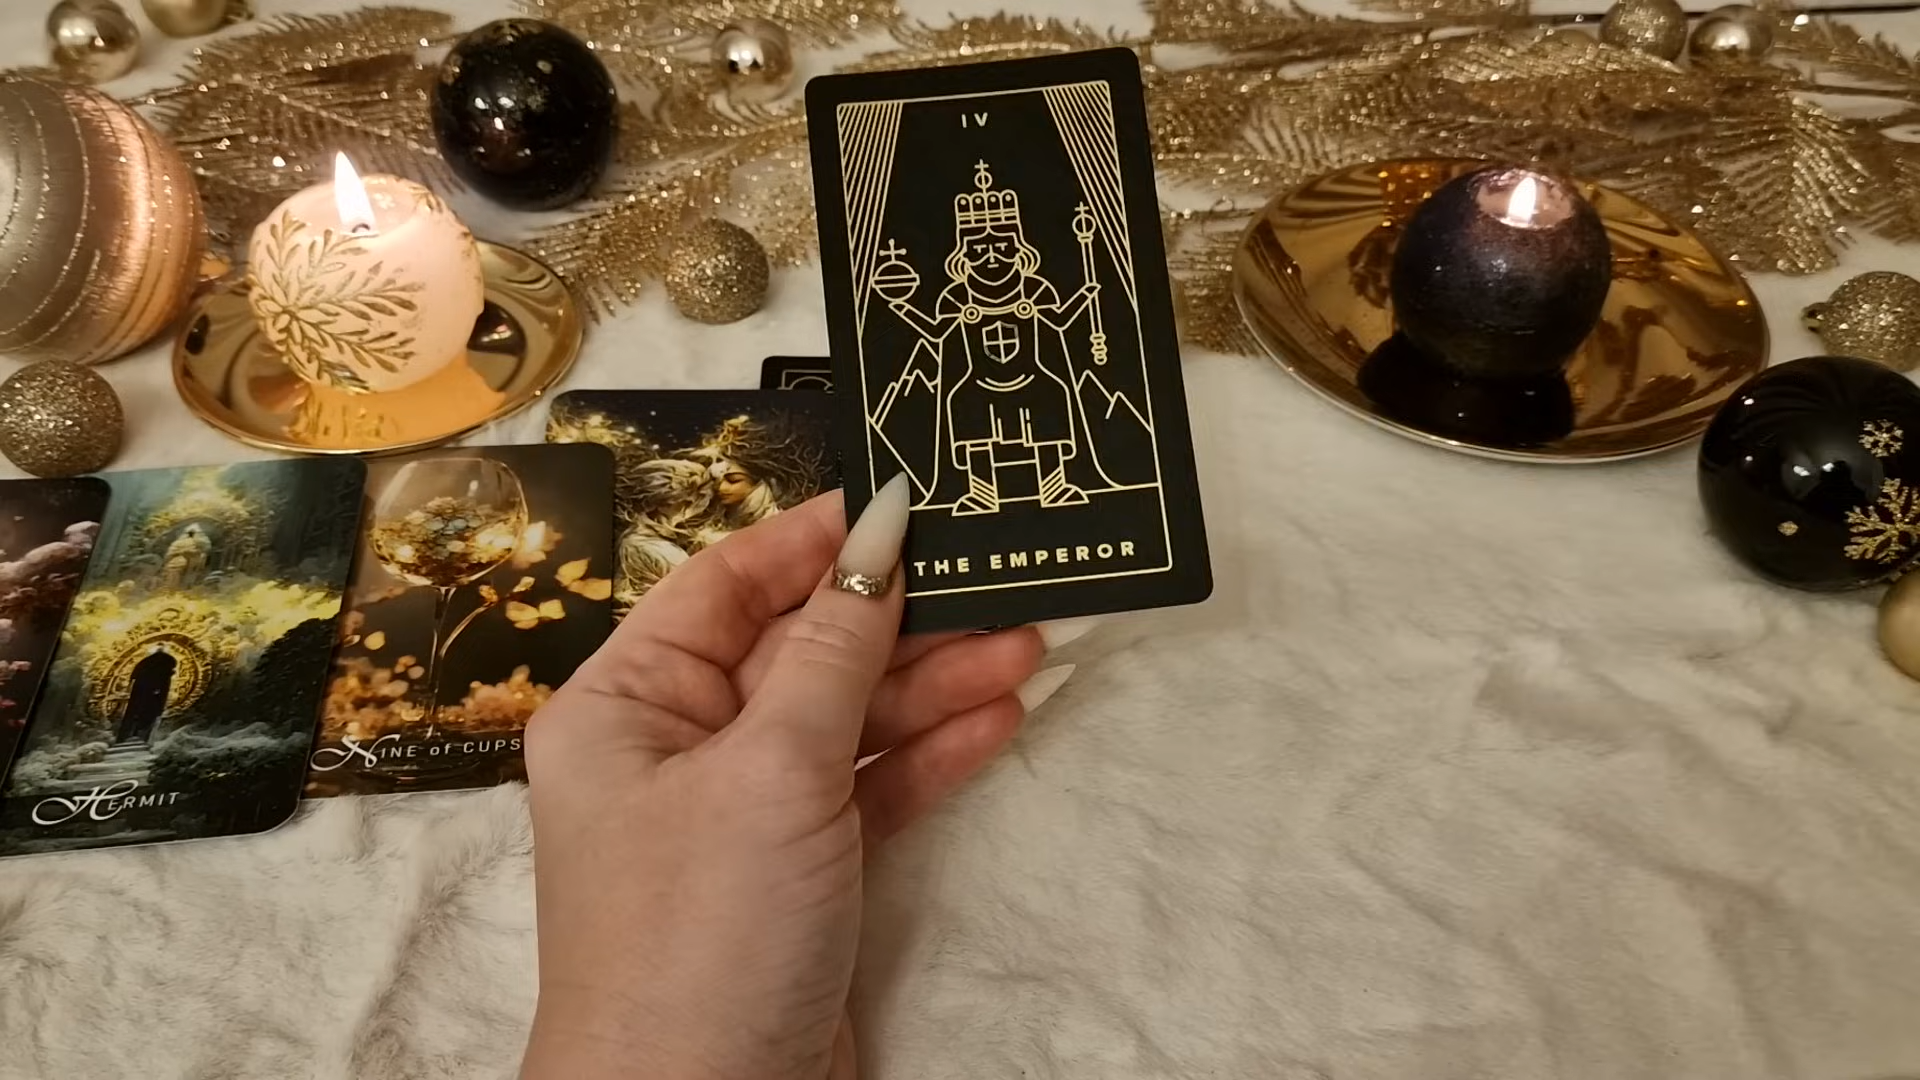 IV
THE EMPEROR
HERMIT
NINE of CUPS